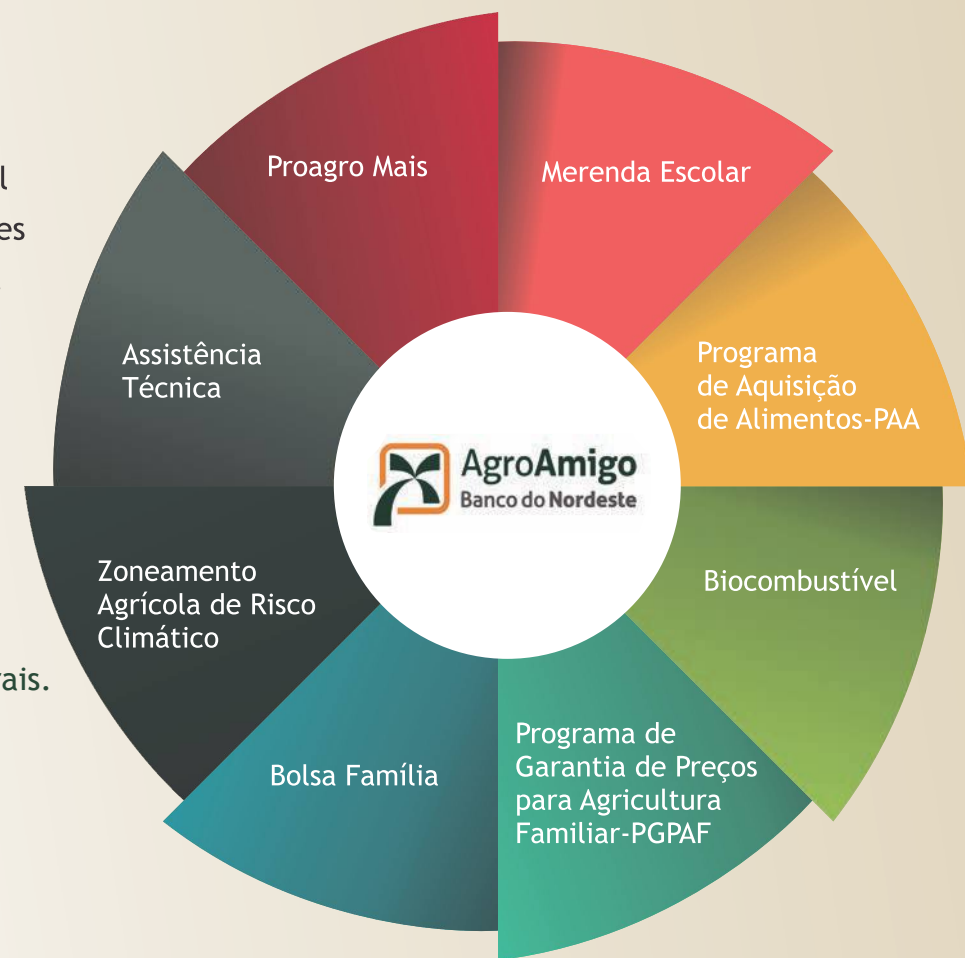 Proagro Mais
Merenda Escolar
Assistência
Técnica
Programa
de Aquisição
de Alimentos-PAA
AgroAmigo
Banco do Nordeste
Zoneamento
Agrícola de Risco
Climático
Biocombustível
Bolsa Família
Programa de
Garantia de Preços
para Agricultura
Familiar-PGPAF